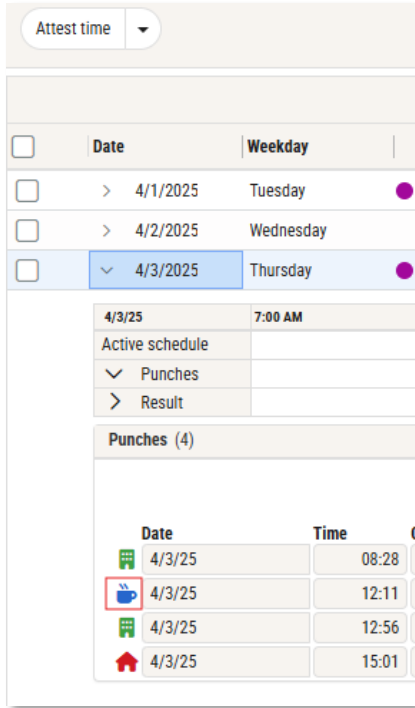 Attest time
Date Weekday
4/1/2025 Tuesday
4/2/2025 Wednesday
4/3/2025 Thursday
4/3/25 7:00 AM
Active schedule
Punches
Result
Punches (4)
Date Time
4/3/25 08:28
4/3/25 12:11
4/3/25 12:56
4/3/25 15:01